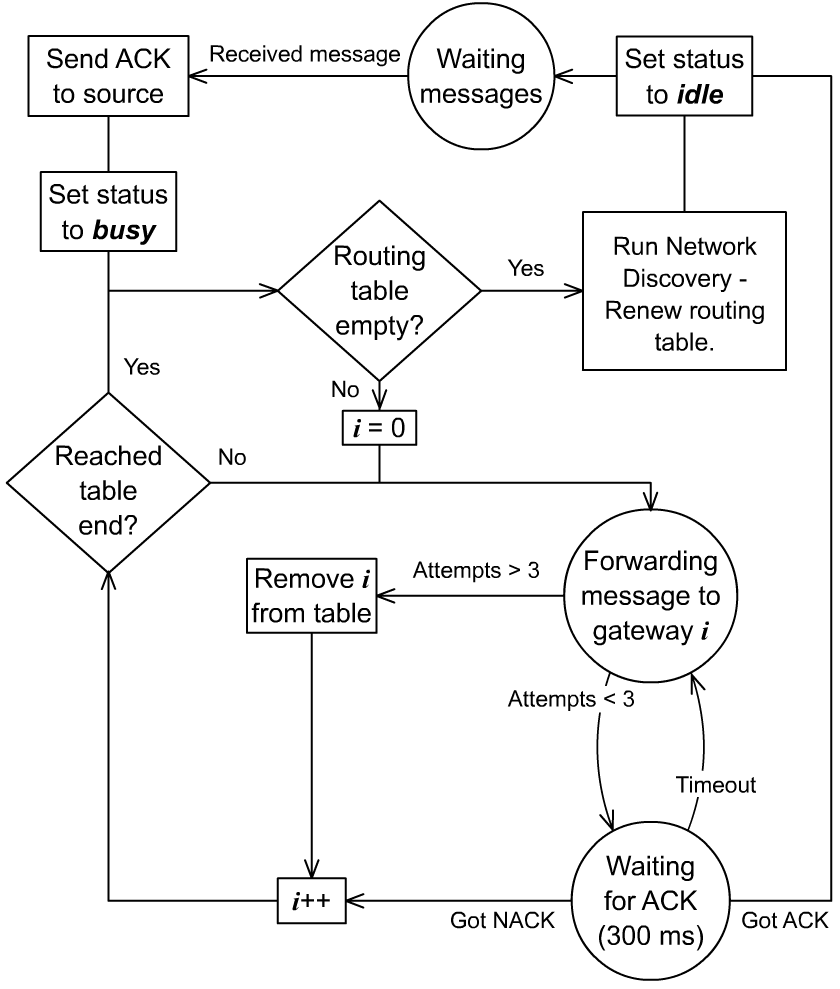 Send ACK
to source
Received message
Waiting
messages
Set status
to idle
Set status
to busy
Routing
table
empty?
Yes
Run Network
Discovery -
Renew routing
table.
Yes
No
i = 0
Reached
table
end?
No
Remove i
from table
Attempts > 3
Forwarding
message to
gateway i
Attempts < 3
Timeout
i++
Got NACK
Waiting
for ACK
(300 ms)
Got ACK